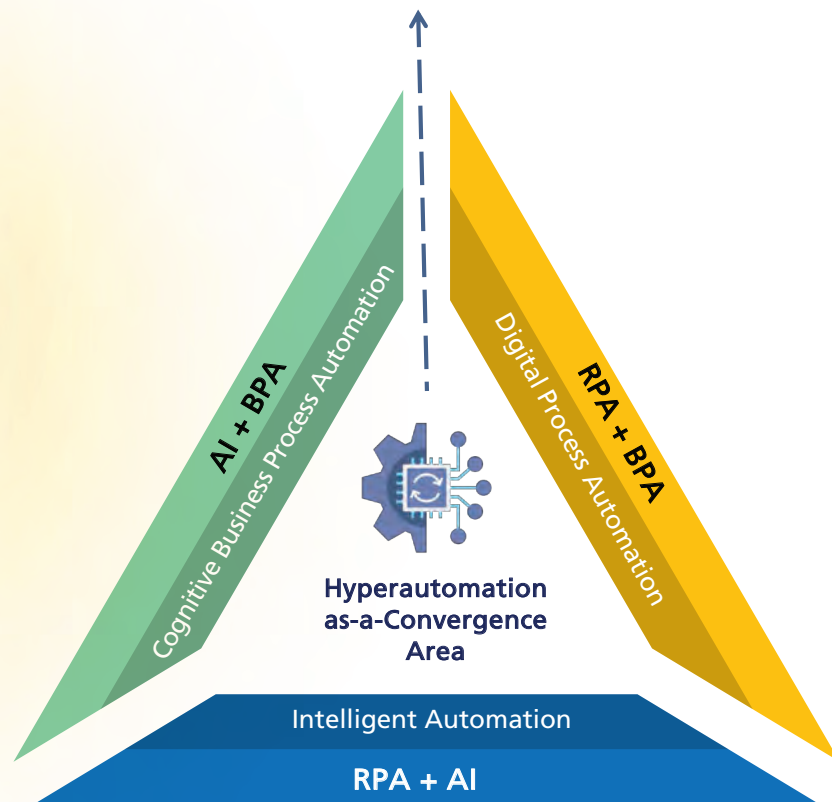 AI + BPA
Cognitive Business Process Automation
RPA + BPA
Digital Process Automation
Hyperautomation
as-a-Convergence
Area
Intelligent Automation
RPA + AI